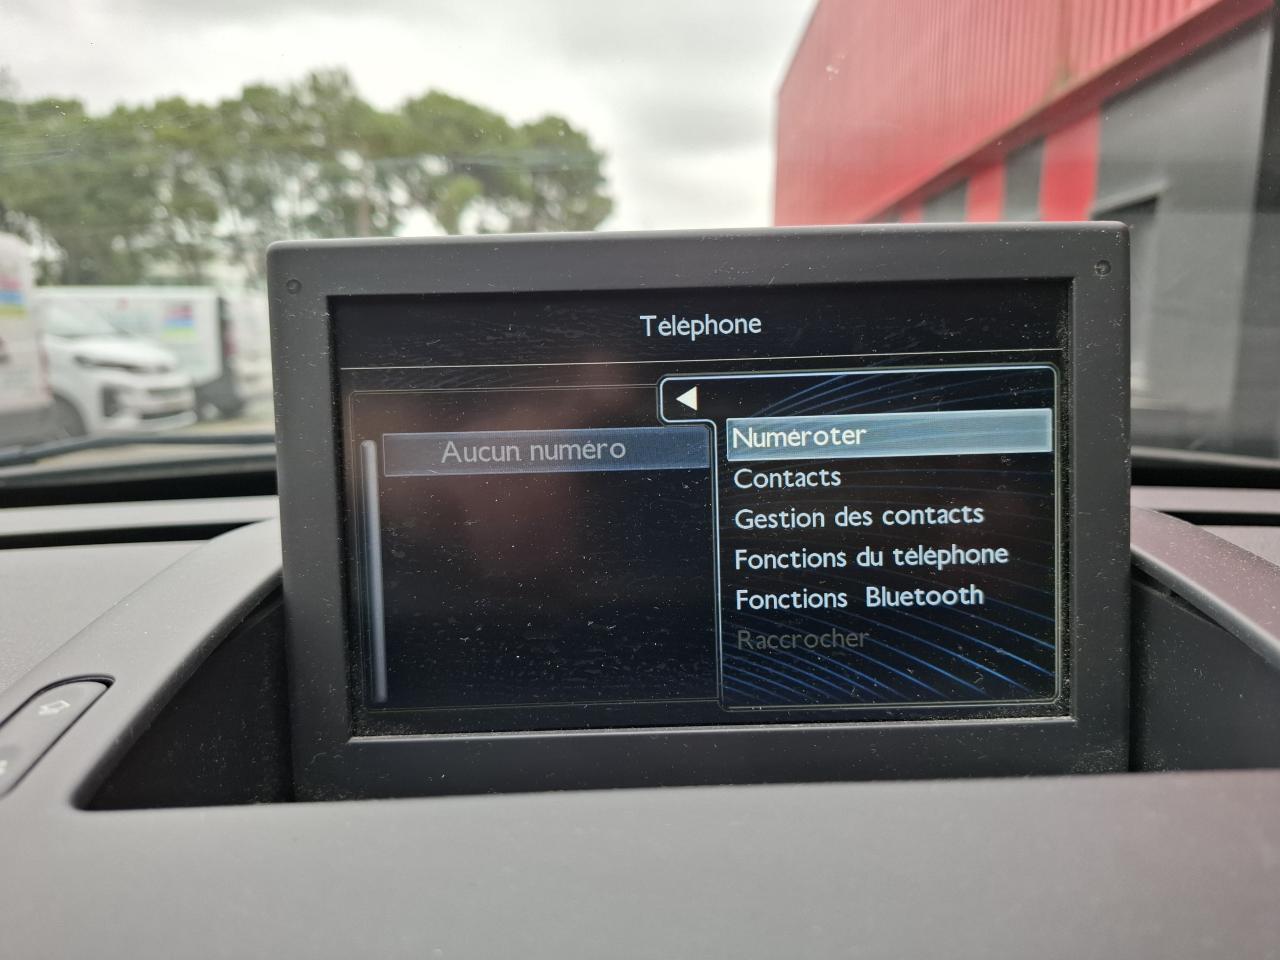 Téléphone
Aucun numéro
Numéroter
Contacts
Gestion des contacts
Fonctions du téléphone
Fonctions Bluetooth
Raccrocher